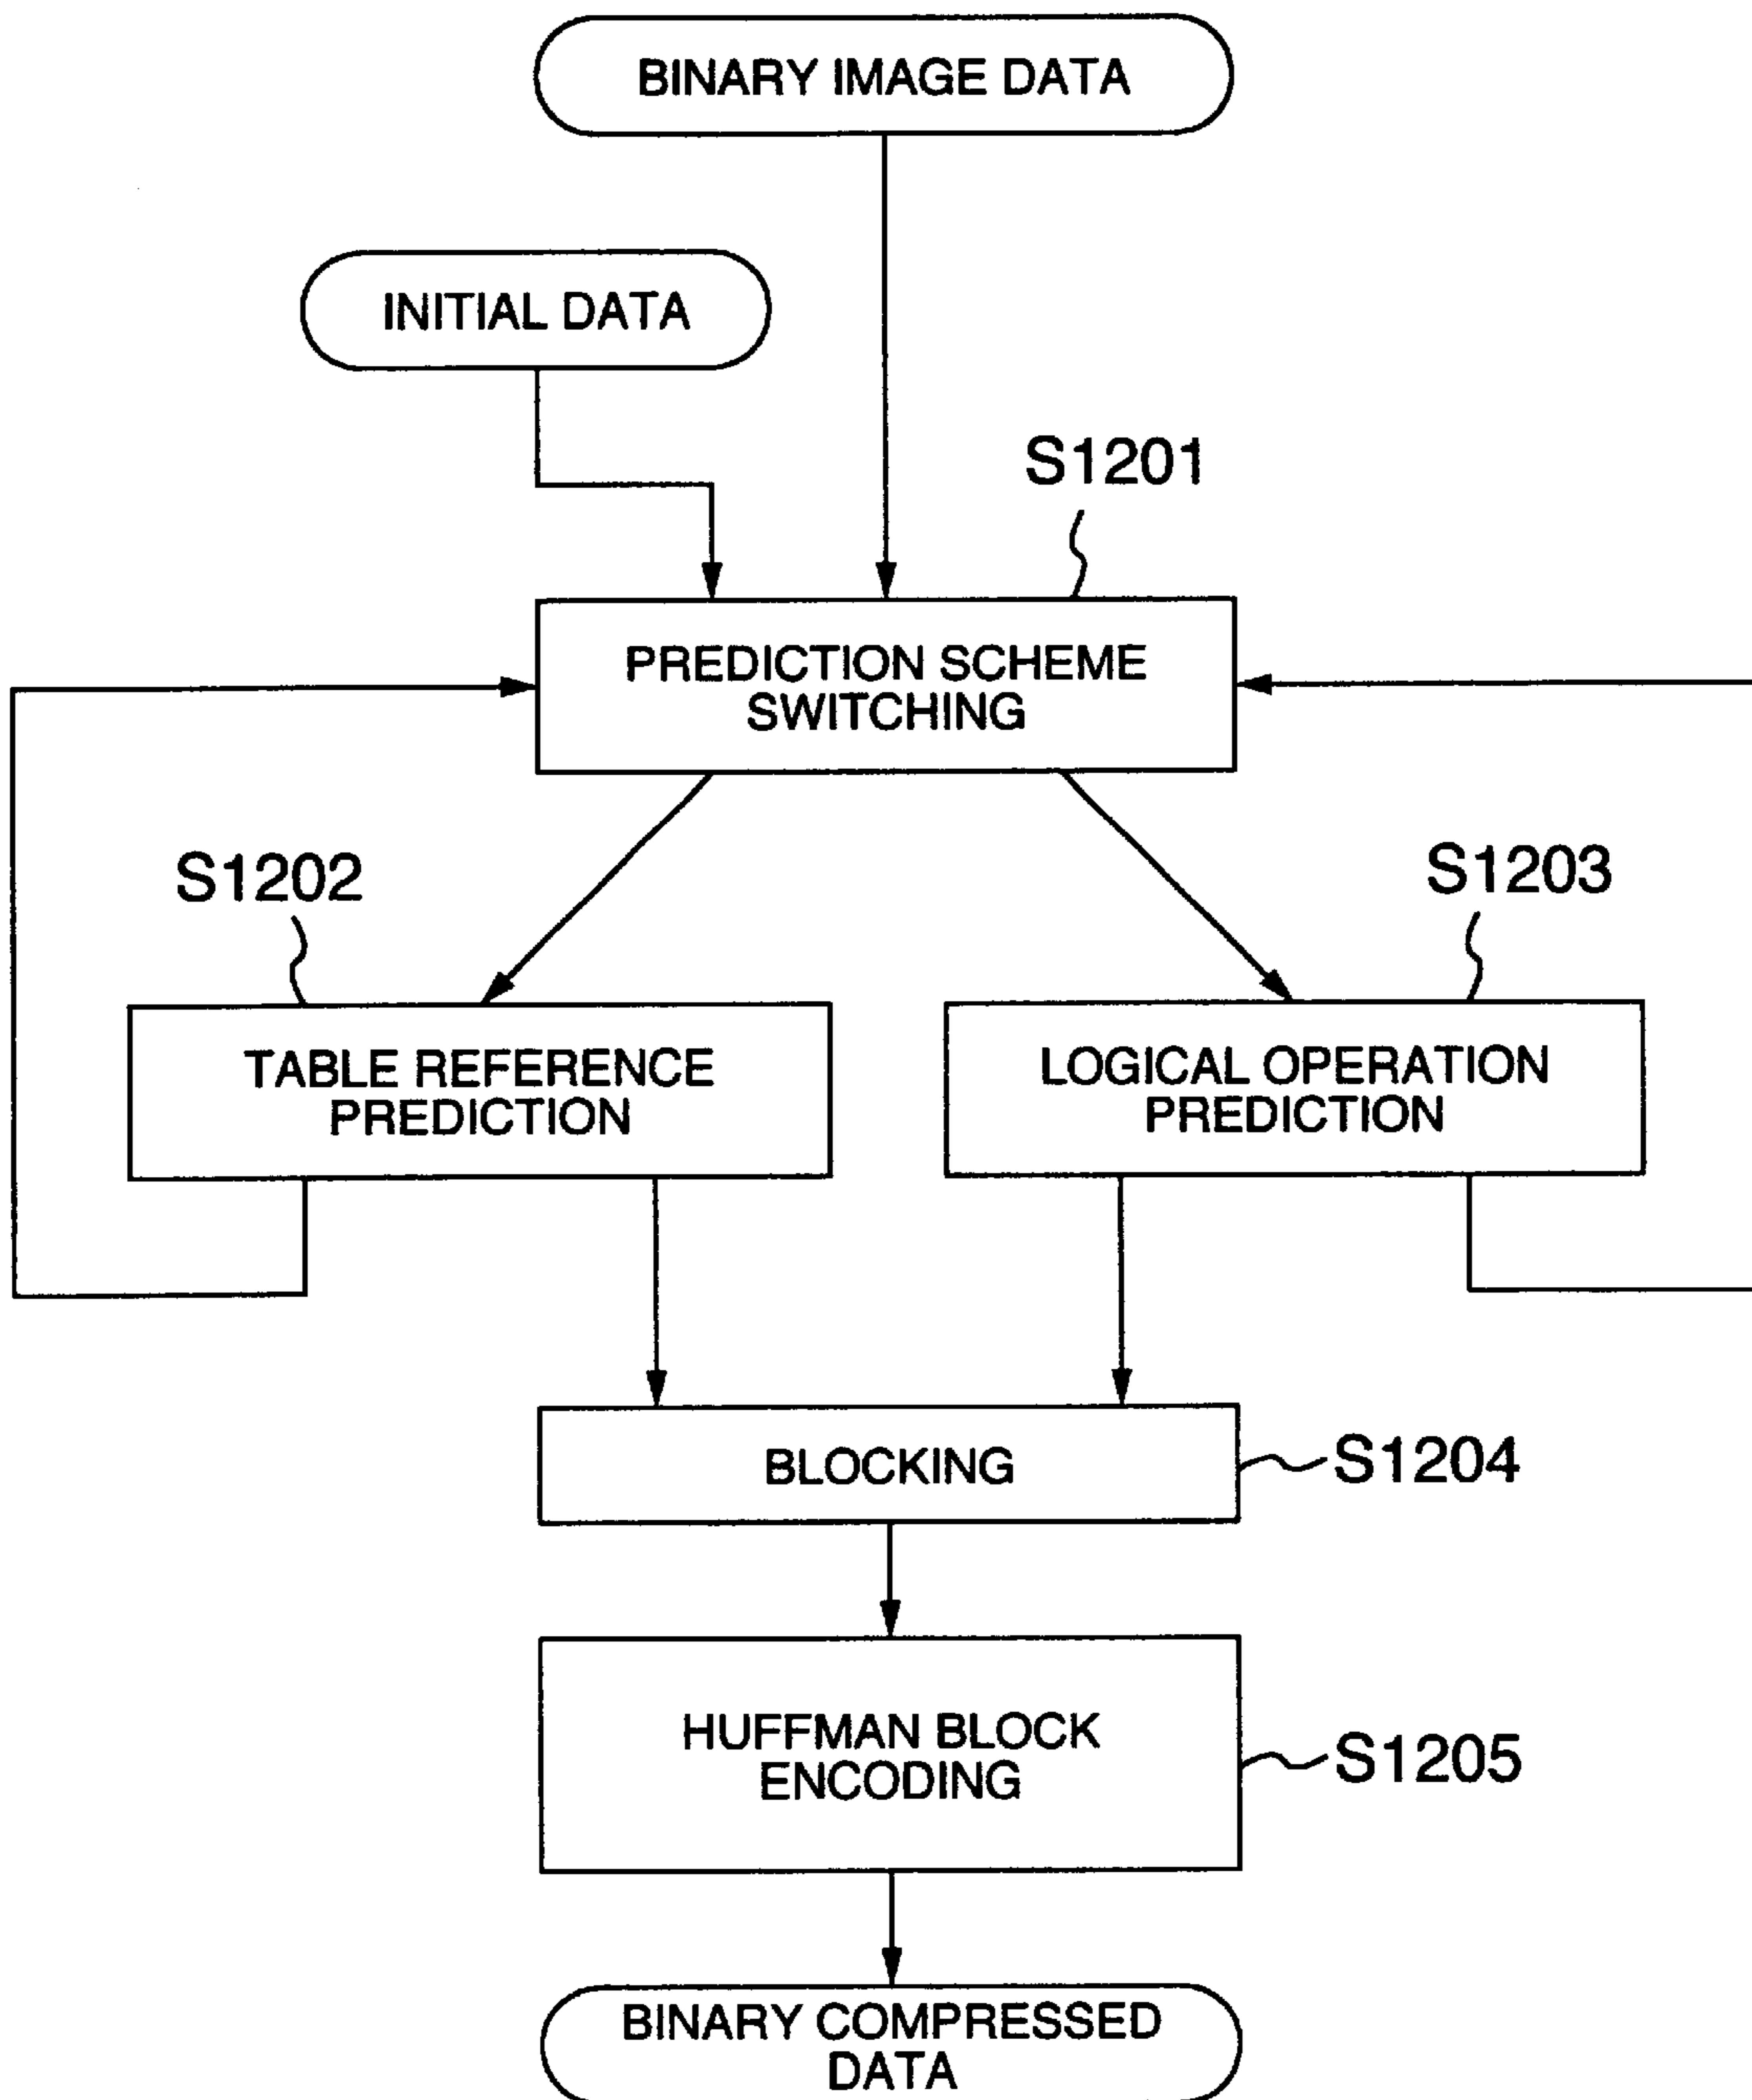 BINARY IMAGE DATA
INITIAL DATA
S1201
PREDICTION SCHEME
SWITCHING
S1202
S1203
TABLE REFERENCE
PREDICTION
LOGICAL OPERATION
PREDICTION
BLOCKING
S1204
HUFFMAN BLOCK
ENCODING
S1205
BINARY COMPRESSED
DATA